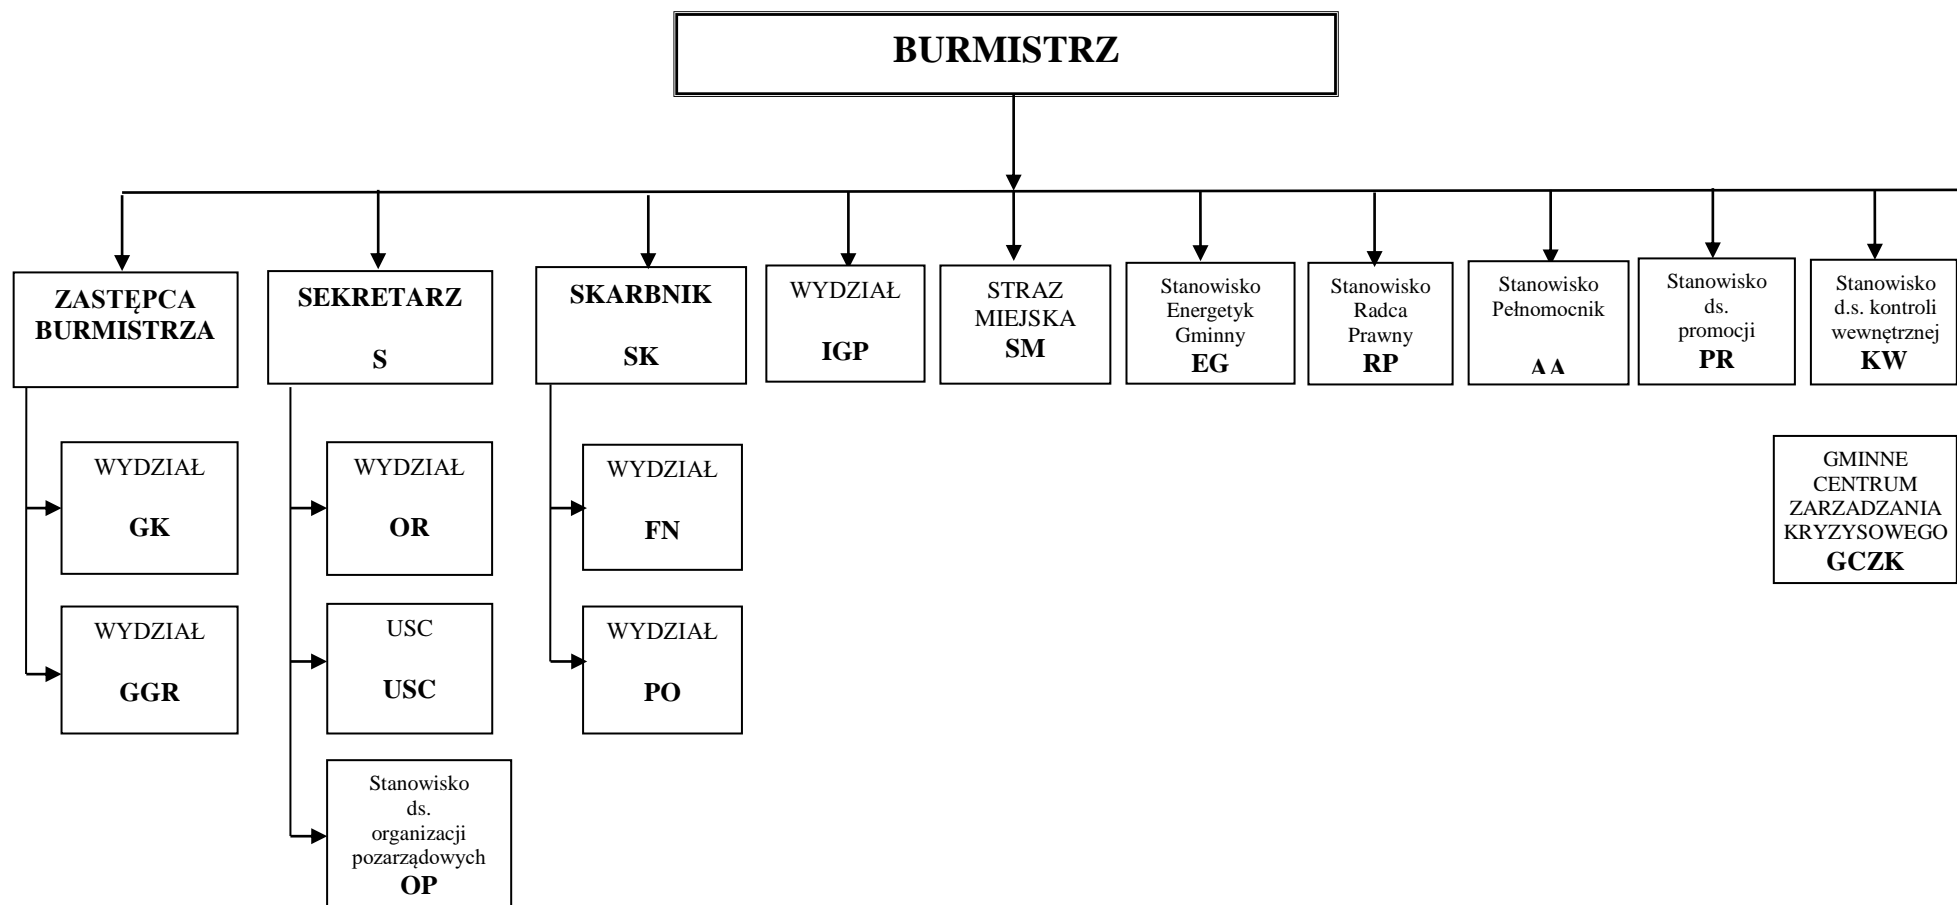 BURMISTRZ
ZASTĘPCA
BURMISTRZA
SEKRETARZ
S
SKARBNIK
SK
WYDZIAŁ
IGP
STRAZ
MIEJSKA
SM
Stanowisko
Energetyk
Gminny
EG
Stanowisko
Radca
Prawny
RP
Stanowisko
Pełnomocnik
AA
Stanowisko
ds.
promocji
PR
Stanowisko
d.s. kontroli
wewnętrznej
KW
WYDZIAŁ
GK
WYDZIAŁ
OR
WYDZIAŁ
FN
GMINNE
CENTRUM
ZARZADZANIA
KRYZYSOWEGO
GCZK
WYDZIAŁ
GGR
USC
USC
WYDZIAŁ
PO
Stanowisko
ds.
organizacji
pozarządowych
OP